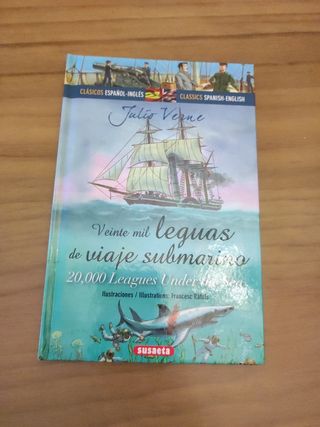 CLÁSICOS ESPAÑOL-INGLÉS CLASSICS SPANISH-ENGLISH
Julio Verne
Veinte mil leguas
de viaje submarino
20,000 Leagues Under the Sea
Ilustraciones / Illustrations: Francesc Ràfols
susaeta